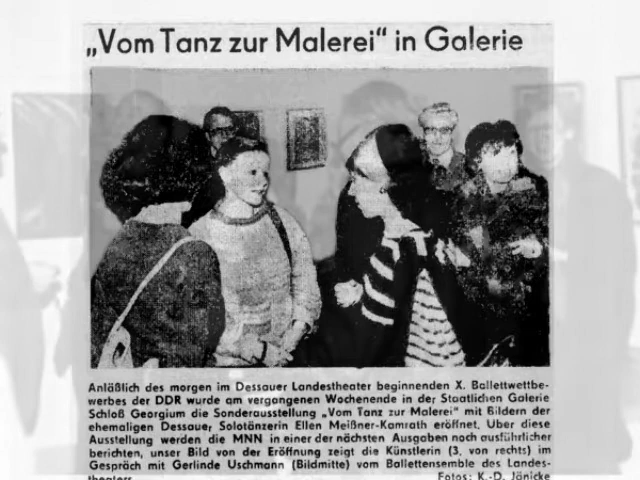 „Vom Tanz zur Malerei“ in Galerie
Anläßlich des morgen im Dessauer Landestheater beginnenden X. Ballettwettbe-
werbes der DDR wurde am vergangenen Wochenende in der Staatlichen Galerie
Schloß Georgium die Sonderausstellung „Vom Tanz zur Malerei“ mit Bildern der
ehemaligen Dessauer Solotänzerin Ellen Meißner-Kamrath eröffnet. Über diese
Ausstellung werden die MNN in einer der nächsten Ausgaben noch ausführlicher
berichten, unser Bild von der Eröffnung zeigt die Künstlerin (3. von rechts) im
Gespräch mit Gerlinde Uschmann (Bildmitte) vom Ballettensemble des Landes-
theaters. Fotos: K.-D. Jänicke